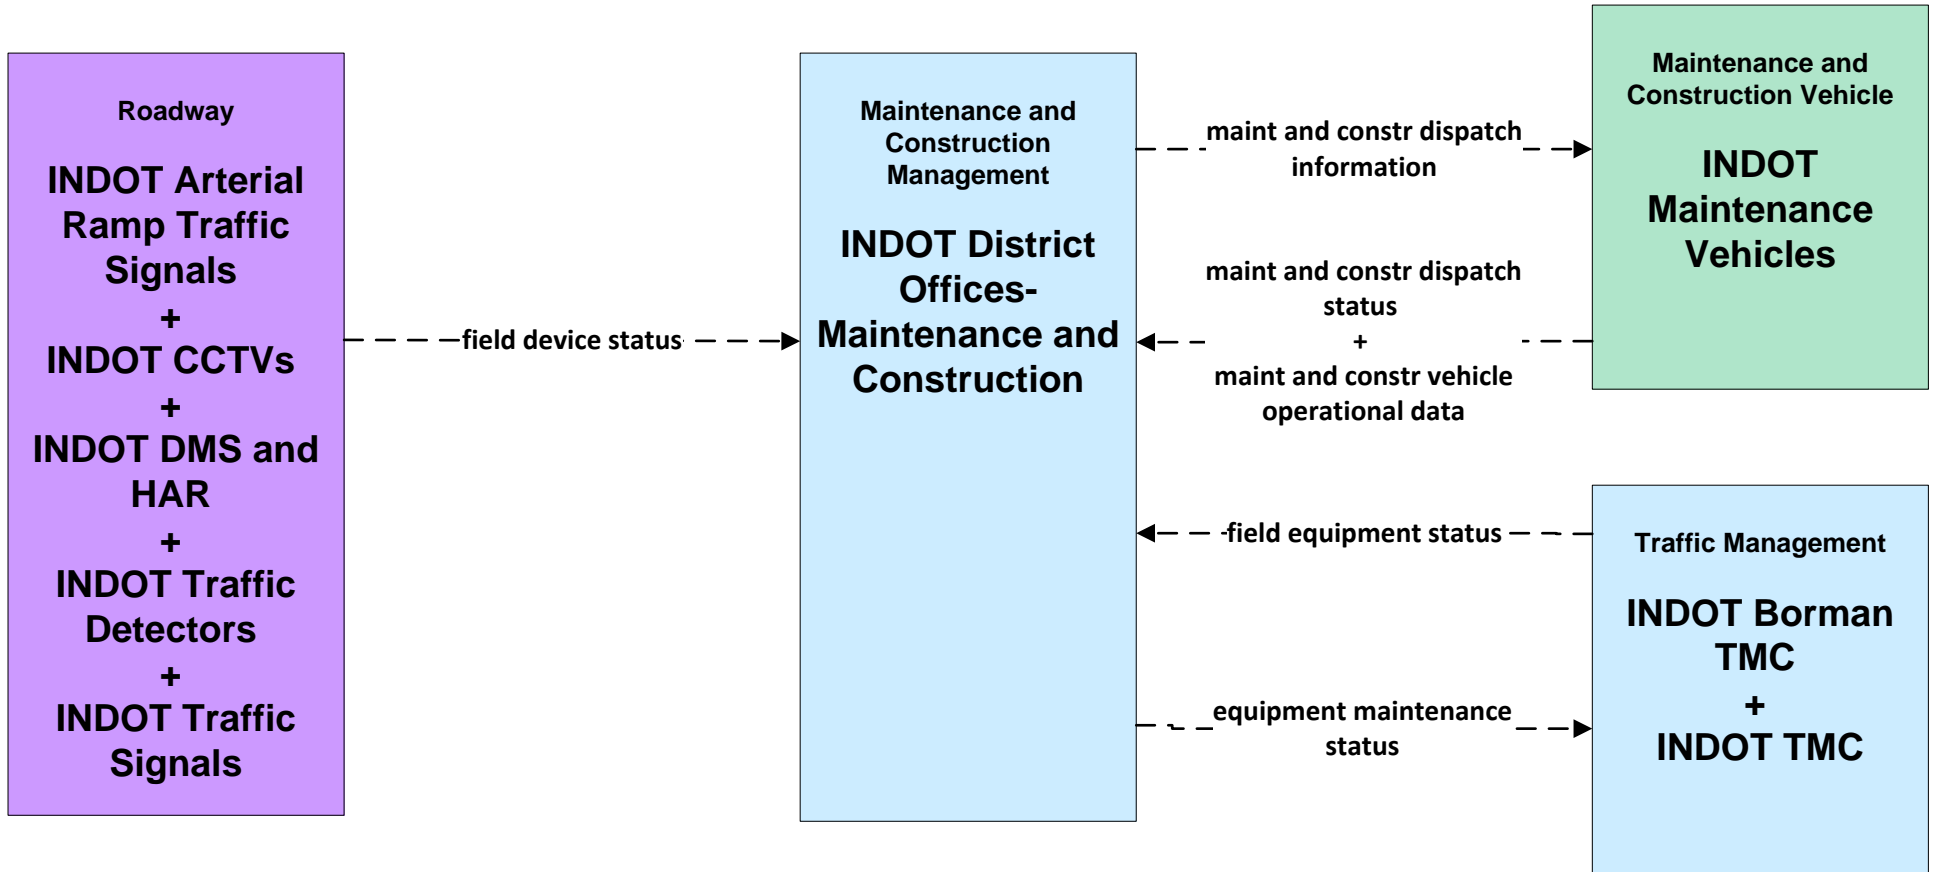 Roadway
INDOT Arterial
Ramp Traffic
Signals
+
INDOT CCTVs
+
INDOT DMS and
HAR
+
INDOT Traffic
Detectors
+
INDOT Traffic
Signals
field device status
Maintenance and
Construction
Management
INDOT District
Offices-
Maintenance and
Construction
maint and constr dispatch
information
maint and constr dispatch
status
+
maint and constr vehicle
operational data
field equipment status
equipment maintenance
status
Maintenance and
Construction Vehicle
INDOT
Maintenance
Vehicles
Traffic Management
INDOT Borman
TMC
+
INDOT TMC